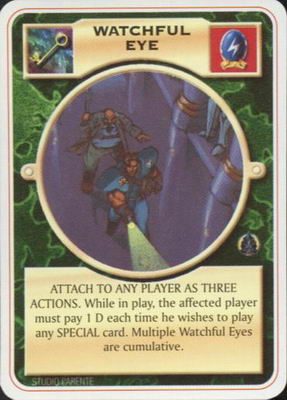 WATCHFUL
EYE
ATTACH TO ANY PLAYER AS THREE
ACTIONS. While in play, the affected player
must pay 1 D each time he wishes to play
any SPECIAL card. Multiple Watchful Eyes
are cumulative.
STUDIO PARENTE